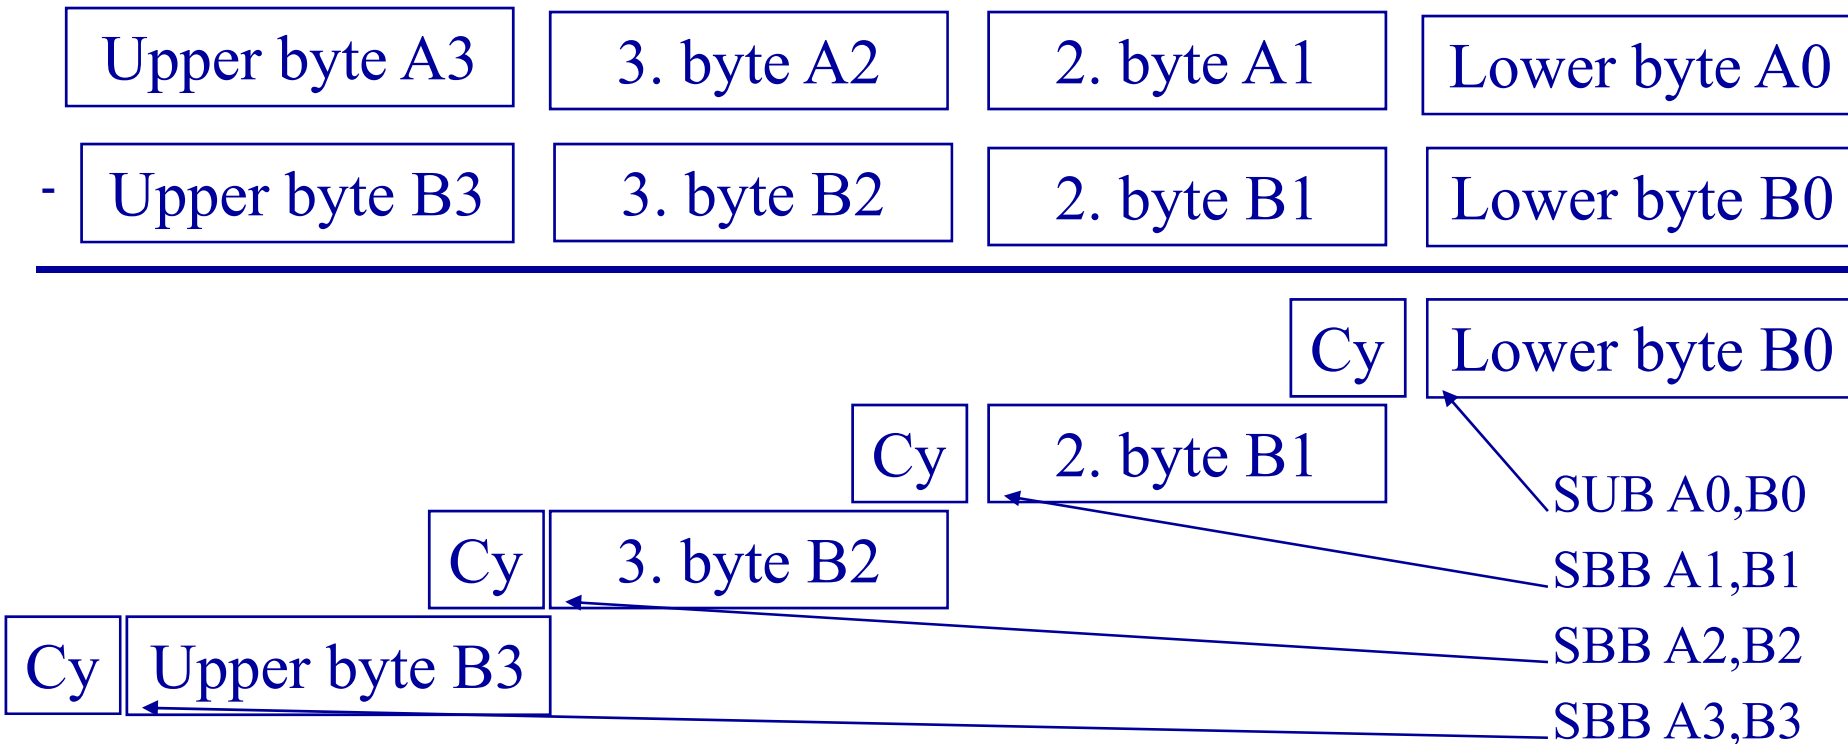 Upper byte A3 3. byte A2 2. byte A1 Lower byte A0
- Upper byte B3 3. byte B2 2. byte B1 Lower byte B0
Cy Lower byte B0
Cy 2. byte B1
SUB A0,B0
Cy 3. byte B2
SBB A1,B1
SBB A2,B2
Cy Upper byte B3
SBB A3,B3